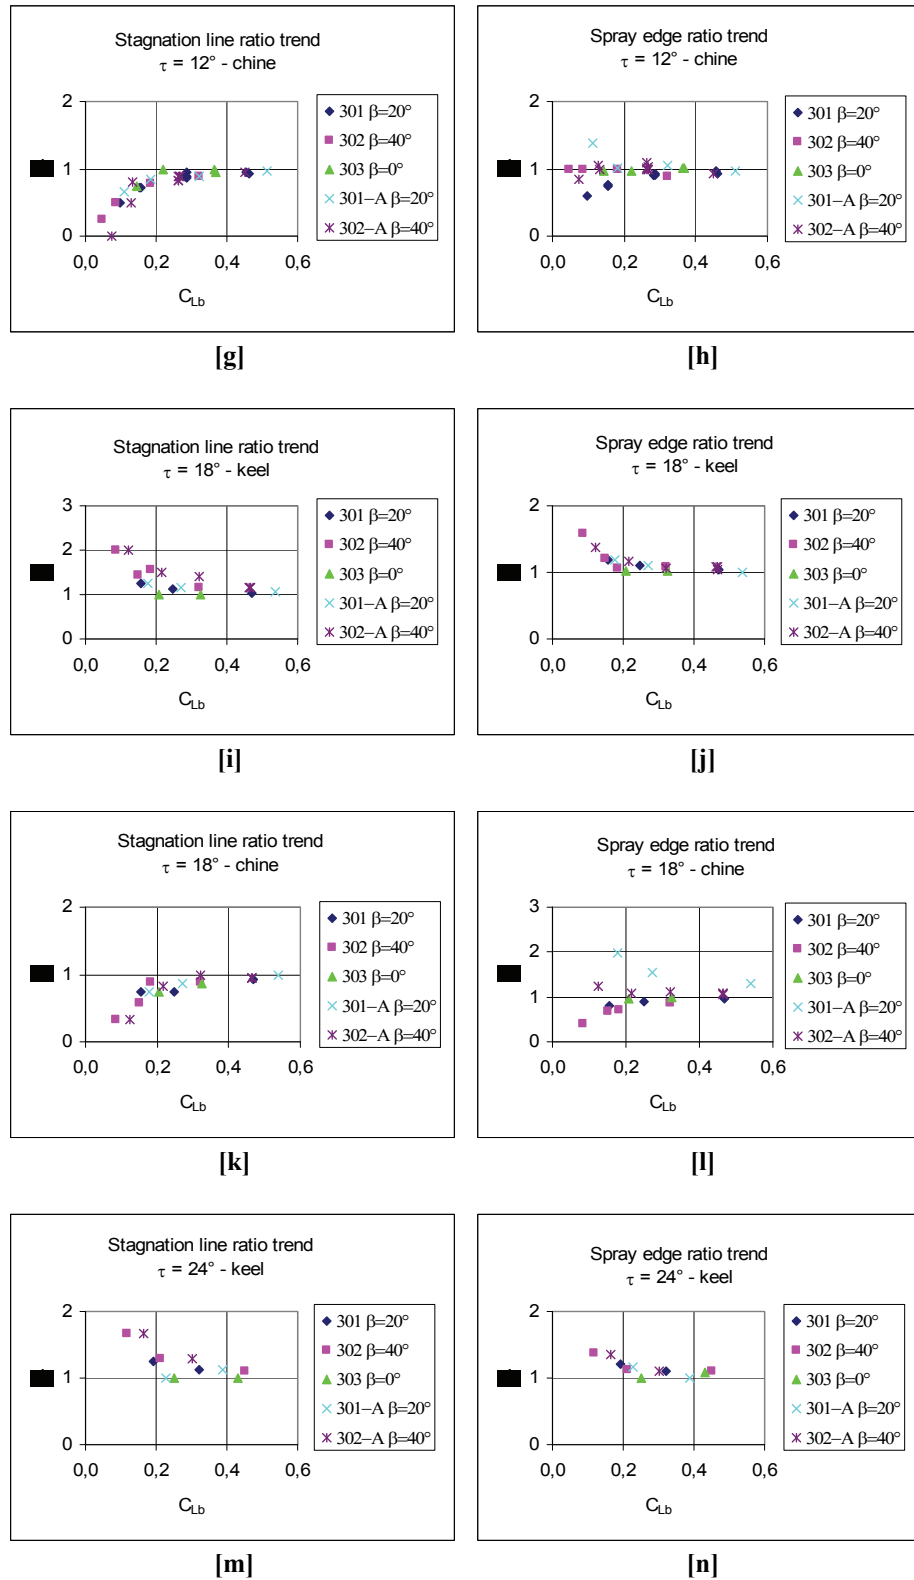 Stagnation line ratio trend
τ = 12° - chine
2
1
0
0,0 0,2 0,4 0,6
C_Lb
301 β=20°
302 β=40°
303 β=0°
301–A β=20°
302–A β=40°
[g]
Spray edge ratio trend
τ = 12° - chine
2
1
0
0,0 0,2 0,4 0,6
C_Lb
301 β=20°
302 β=40°
303 β=0°
301–A β=20°
302–A β=40°
[h]
Stagnation line ratio trend
τ = 18° - keel
3
2
1
0
0,0 0,2 0,4 0,6
C_Lb
301 β=20°
302 β=40°
303 β=0°
301–A β=20°
302–A β=40°
[i]
Spray edge ratio trend
τ = 18° - keel
2
1
0
0,0 0,2 0,4 0,6
C_Lb
301 β=20°
302 β=40°
303 β=0°
301–A β=20°
302–A β=40°
[j]
Stagnation line ratio trend
τ = 18° - chine
2
1
0
0,0 0,2 0,4 0,6
C_Lb
301 β=20°
302 β=40°
303 β=0°
301–A β=20°
302–A β=40°
[k]
Spray edge ratio trend
τ = 18° - chine
3
2
1
0
0,0 0,2 0,4 0,6
C_Lb
301 β=20°
302 β=40°
303 β=0°
301–A β=20°
302–A β=40°
[l]
Stagnation line ratio trend
τ = 24° - keel
2
1
0
0,0 0,2 0,4 0,6
C_Lb
301 β=20°
302 β=40°
303 β=0°
301–A β=20°
302–A β=40°
[m]
Spray edge ratio trend
τ = 24° - keel
2
1
0
0,0 0,2 0,4 0,6
C_Lb
301 β=20°
302 β=40°
303 β=0°
301–A β=20°
302–A β=40°
[n]